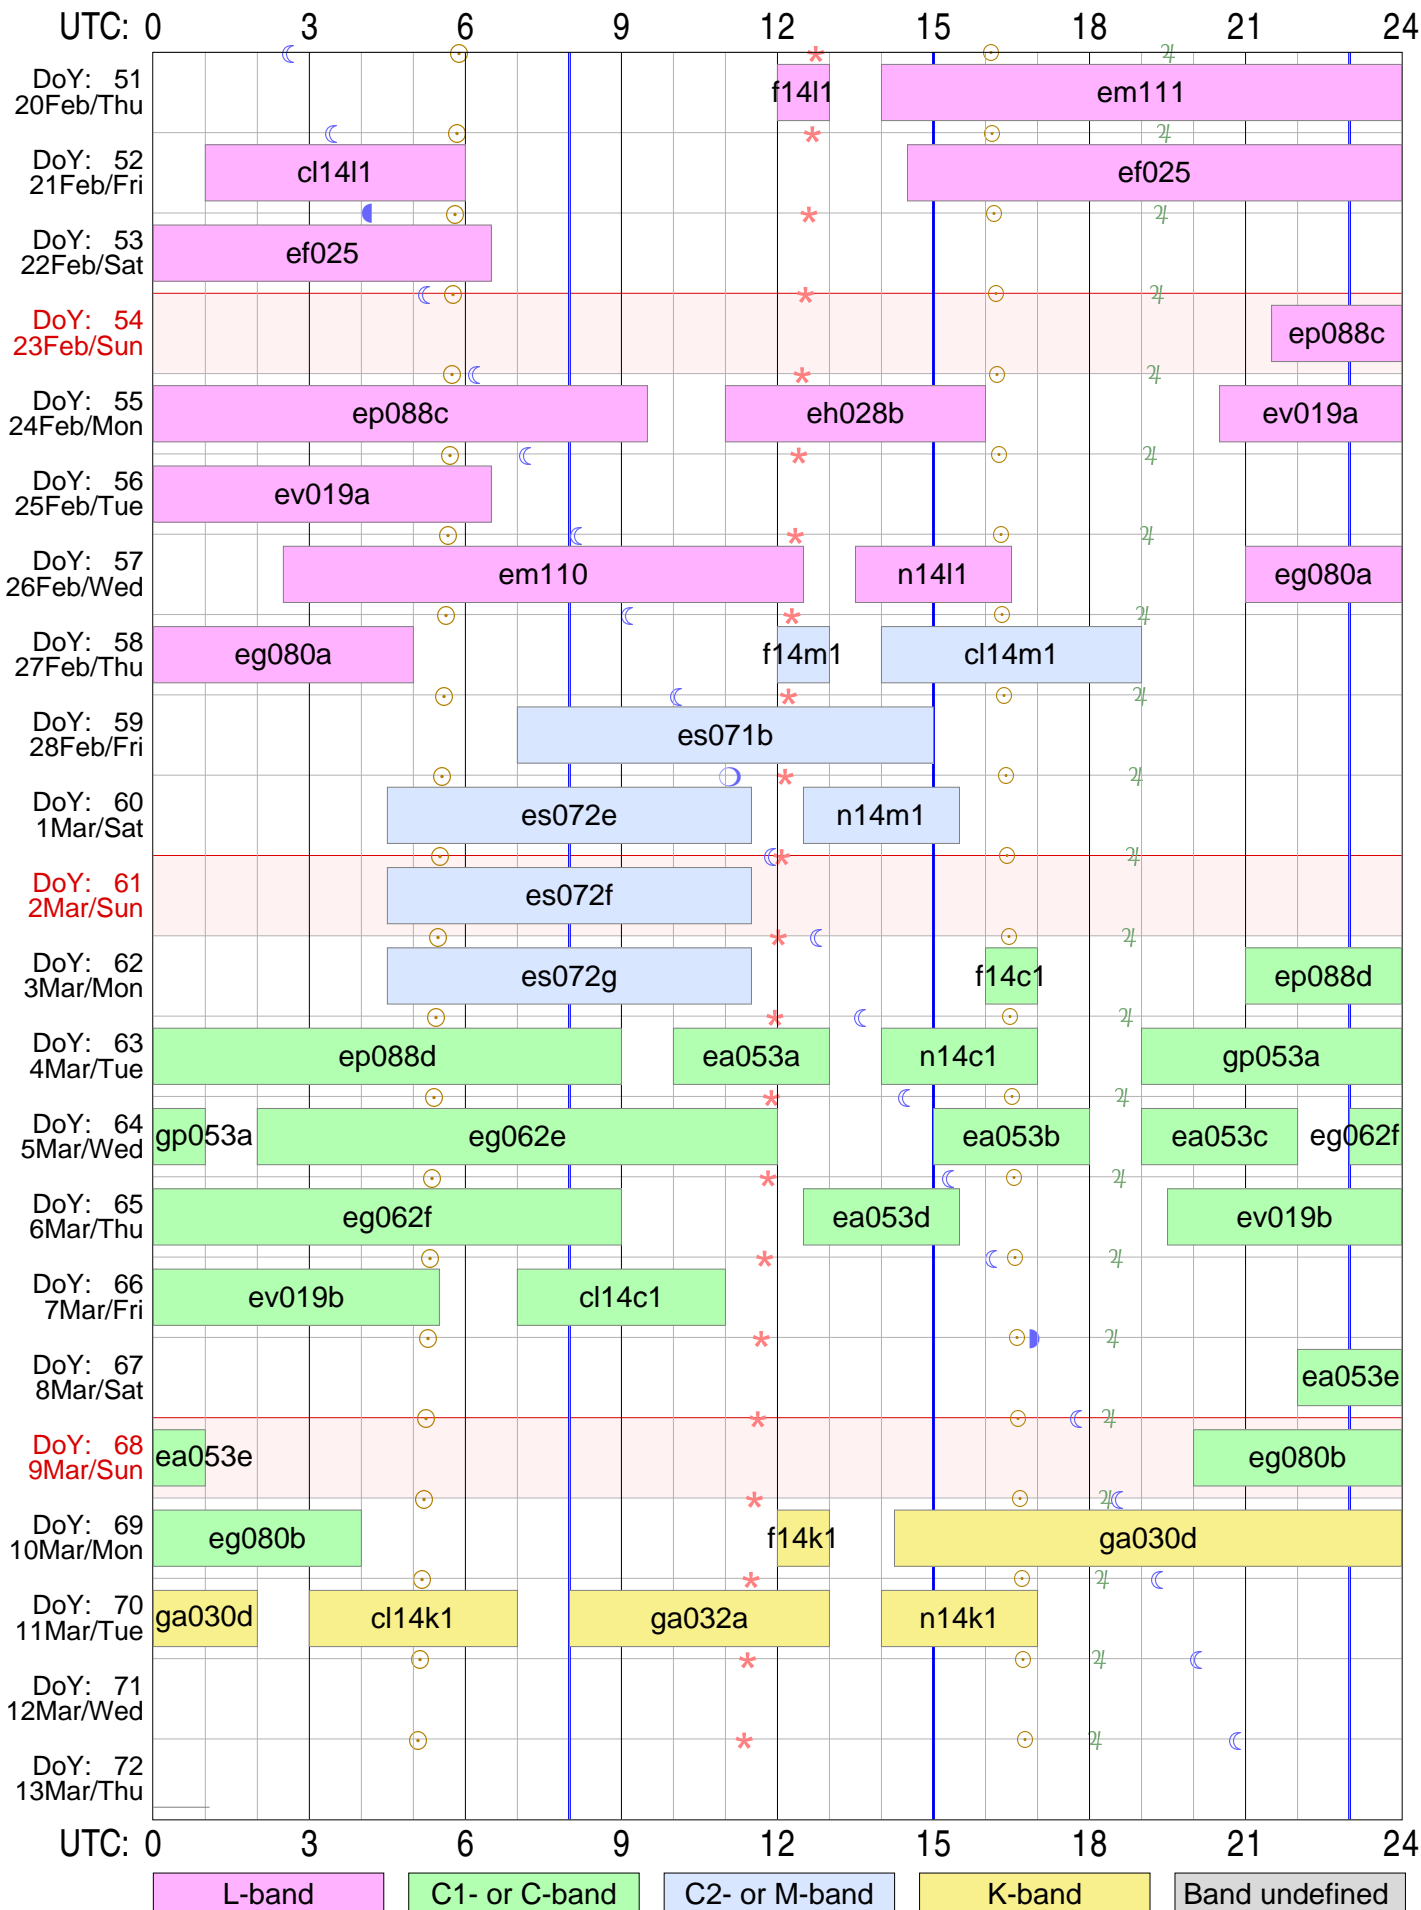 UTC: 0 3 6 9 12 15 18 21 24
DoY: 51
20Feb/Thu
f14l1 em111
DoY: 52
21Feb/Fri
cl14l1 ef025
DoY: 53
22Feb/Sat
ef025
DoY: 54
23Feb/Sun
ep088c
DoY: 55
24Feb/Mon
ep088c eh028b ev019a
DoY: 56
25Feb/Tue
ev019a
DoY: 57
26Feb/Wed
em110 n14l1 eg080a
DoY: 58
27Feb/Thu
eg080a f14m1 cl14m1
DoY: 59
28Feb/Fri
es071b
DoY: 60
1Mar/Sat
es072e n14m1
DoY: 61
2Mar/Sun
es072f
DoY: 62
3Mar/Mon
es072g f14c1 ep088d
DoY: 63
4Mar/Tue
ep088d ea053a n14c1 gp053a
DoY: 64
5Mar/Wed
gp053a eg062e ea053b ea053c eg062f
DoY: 65
6Mar/Thu
eg062f ea053d ev019b
DoY: 66
7Mar/Fri
ev019b cl14c1
DoY: 67
8Mar/Sat
ea053e
DoY: 68
9Mar/Sun
ea053e eg080b
DoY: 69
10Mar/Mon
eg080b f14k1 ga030d
DoY: 70
11Mar/Tue
ga030d cl14k1 ga032a n14k1
DoY: 71
12Mar/Wed
DoY: 72
13Mar/Thu
UTC: 0 3 6 9 12 15 18 21 24
L-band C1- or C-band C2- or M-band K-band Band undefined